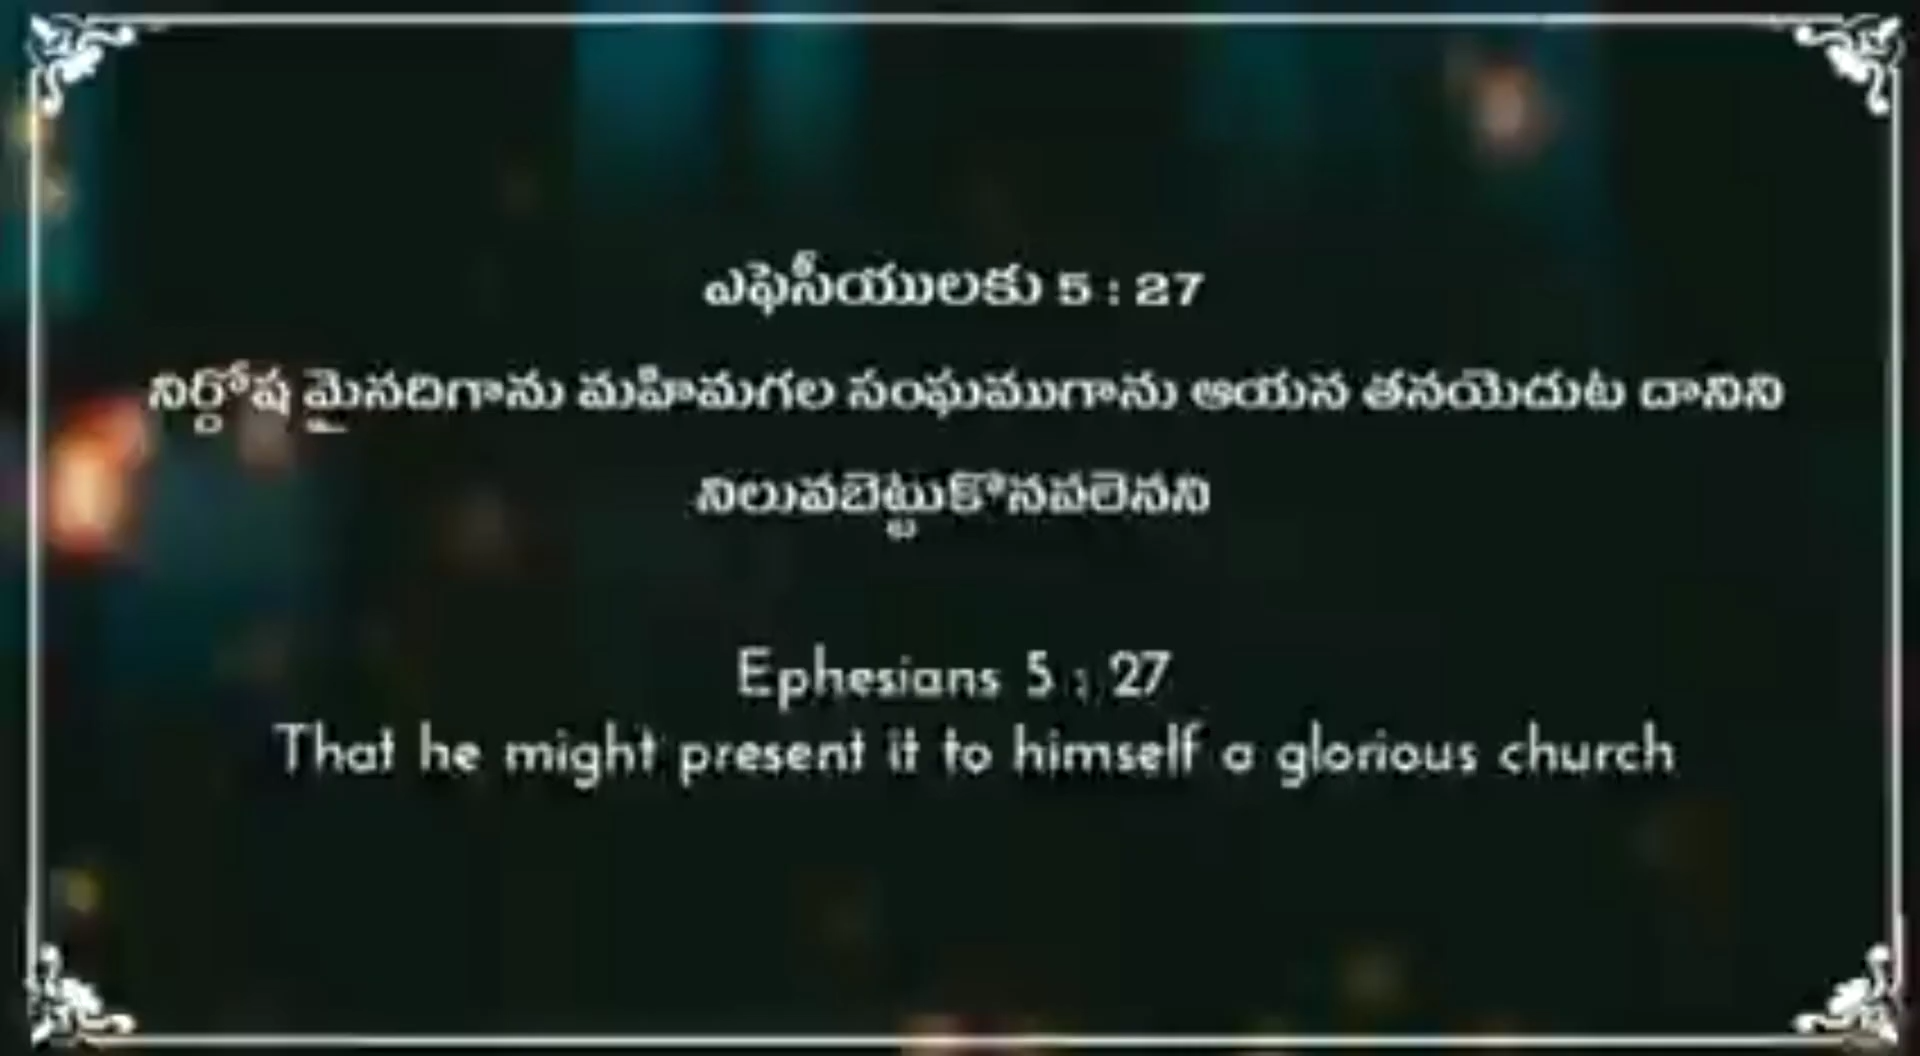 ఎఫెసీయులకు 5 : 27
నిర్దోష మైనదిగాను మహిమగల సంఘముగాను ఆయన తనయెదుట దానిని
నిలువబెట్టుకొనవలెనని
Ephesians 5 : 27
That he might present it to himself a glorious church